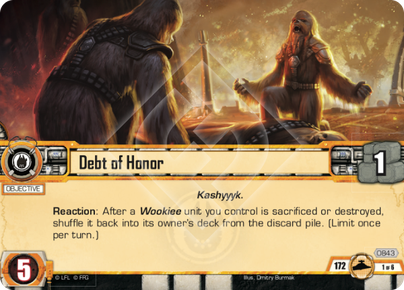 Debt of Honor
1
OBJECTIVE
Kashyyyk.
Reaction: After a Wookiee unit you control is sacrificed or destroyed,
shuffle it back into its owner's deck from the discard pile. (Limit once
per turn.)
0843
5
172
1 of 6
© LFL © FFG
Illus. Dmitry Burmak